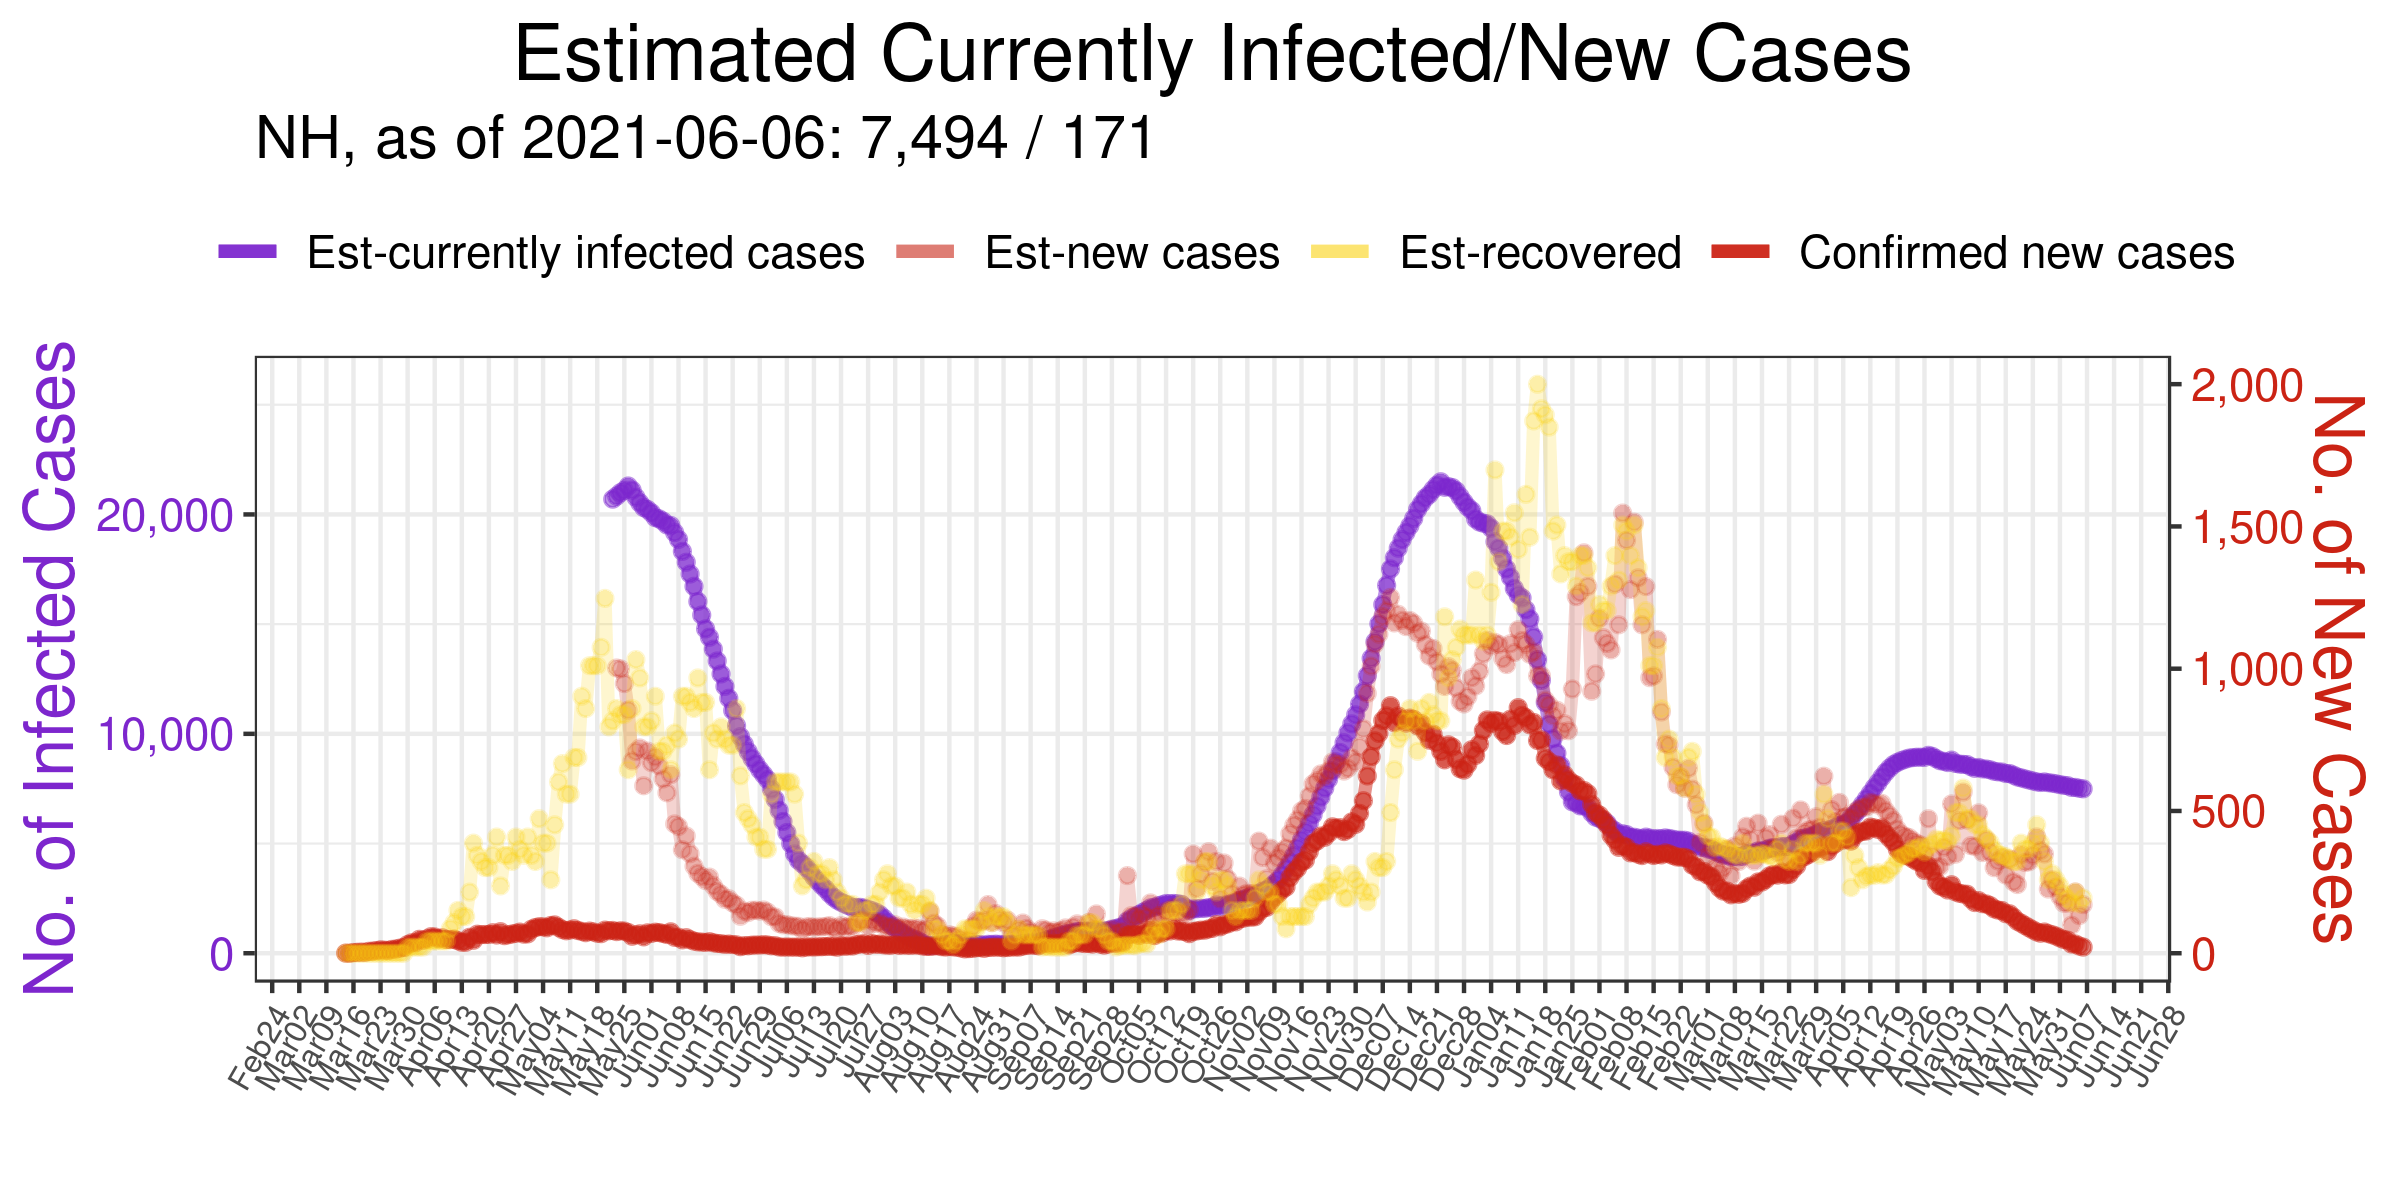 Estimated Currently Infected/New Cases
NH, as of 2021-06-06: 7,494 / 171
Est-currently infected cases
Est-new cases
Est-recovered
Confirmed new cases
No. of Infected Cases
20,000
10,000
0
2,000
1,500
1,000
500
0
No. of New Cases
Feb24
Mar02
Mar09
Mar16
Mar23
Mar30
Apr06
Apr13
Apr20
Apr27
May04
May11
May18
May25
Jun01
Jun08
Jun15
Jun22
Jun29
Jul06
Jul13
Jul20
Jul27
Aug03
Aug10
Aug17
Aug24
Aug31
Sep07
Sep14
Sep21
Sep28
Oct05
Oct12
Oct19
Oct26
Nov02
Nov09
Nov16
Nov23
Nov30
Dec07
Dec14
Dec21
Dec28
Jan04
Jan11
Jan18
Jan25
Feb01
Feb08
Feb15
Feb22
Mar01
Mar08
Mar15
Mar22
Mar29
Apr05
Apr12
Apr19
Apr26
May03
May10
May17
May24
May31
Jun07
Jun14
Jun21
Jun28